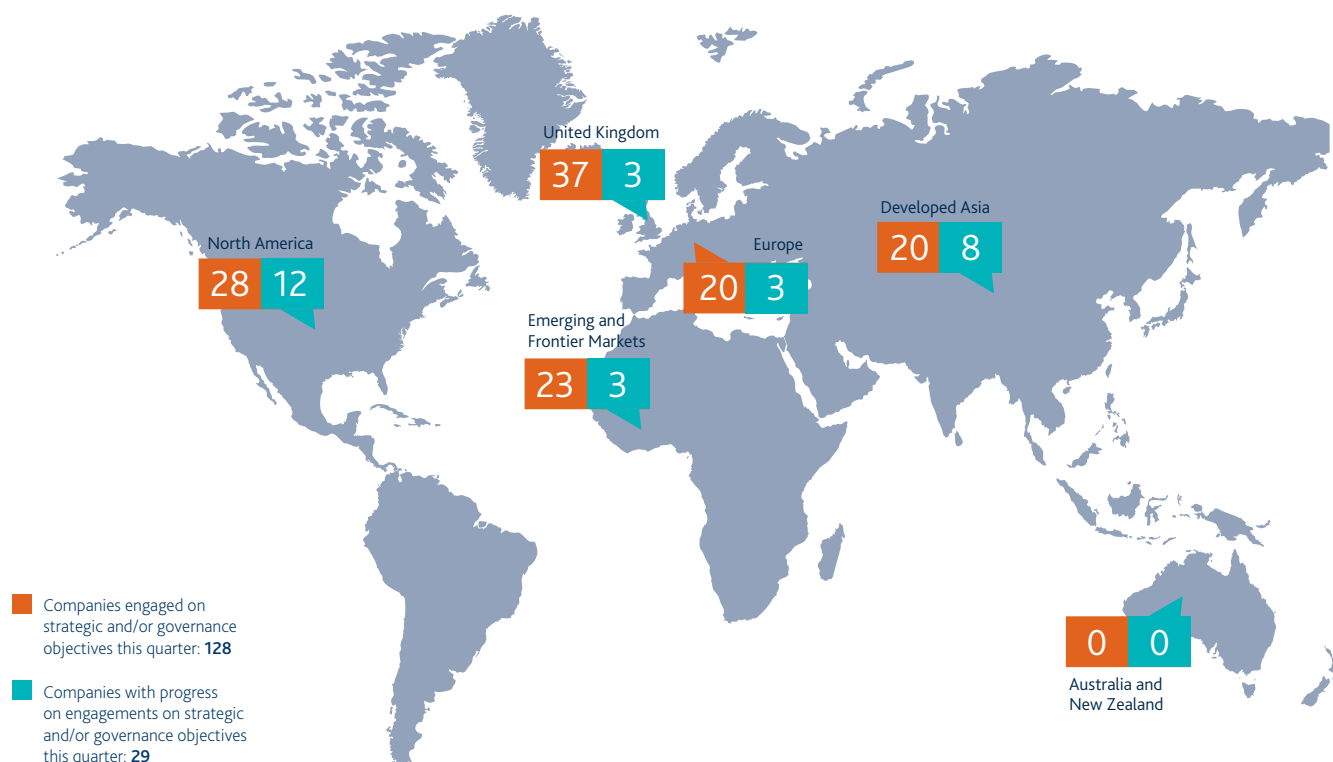 United Kingdom
37 3
Developed Asia
20 8
North America
28 12
Europe
20 3
Emerging and
Frontier Markets
23 3
Companies engaged on
strategic and/or governance
objectives this quarter: 128
0 0
Australia and
New Zealand
Companies with progress
on engagements on strategic
and/or governance objectives
this quarter: 29